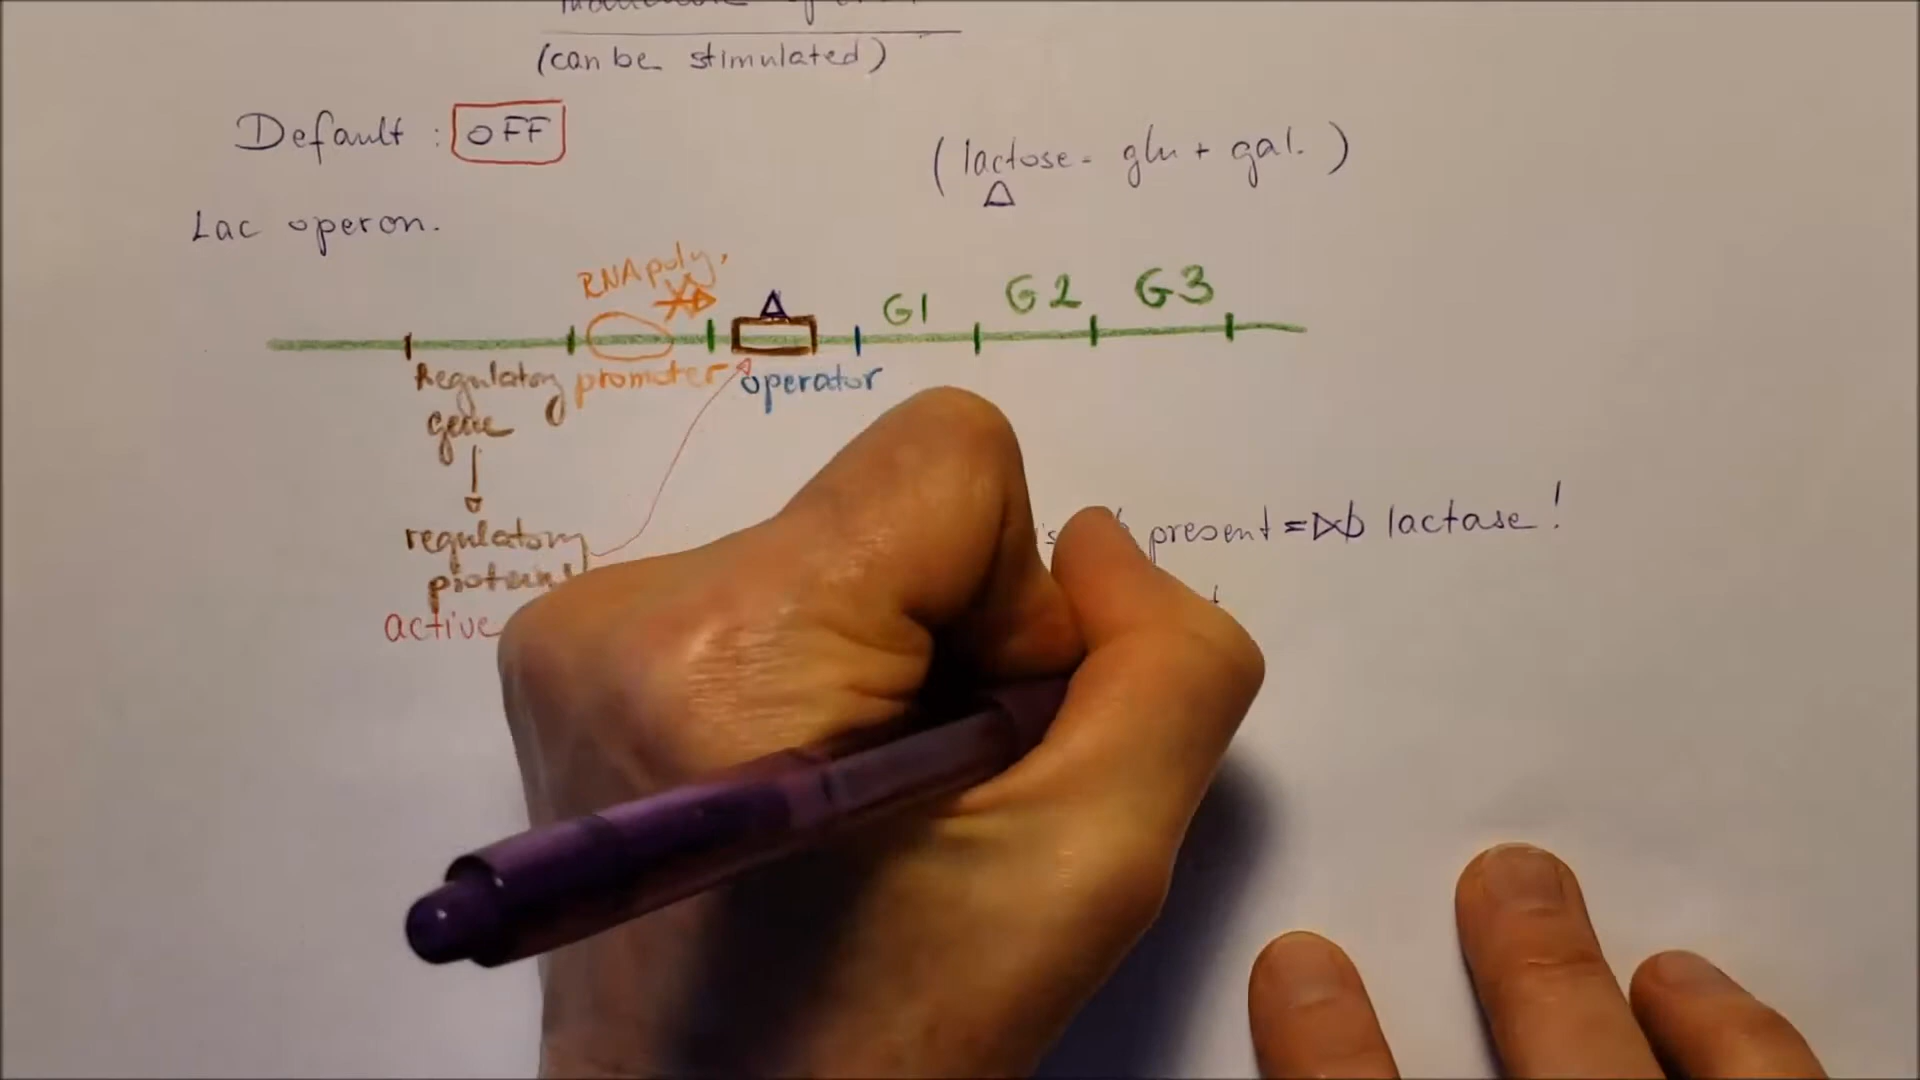 (can be stimulated)
Default : OFF
(lactose = glu + gal. )
Lac operon.
RNA poly.
G1 G2 G3
Regulatory promoter operator
gene
regulatory
proteins
active
present = lactase !